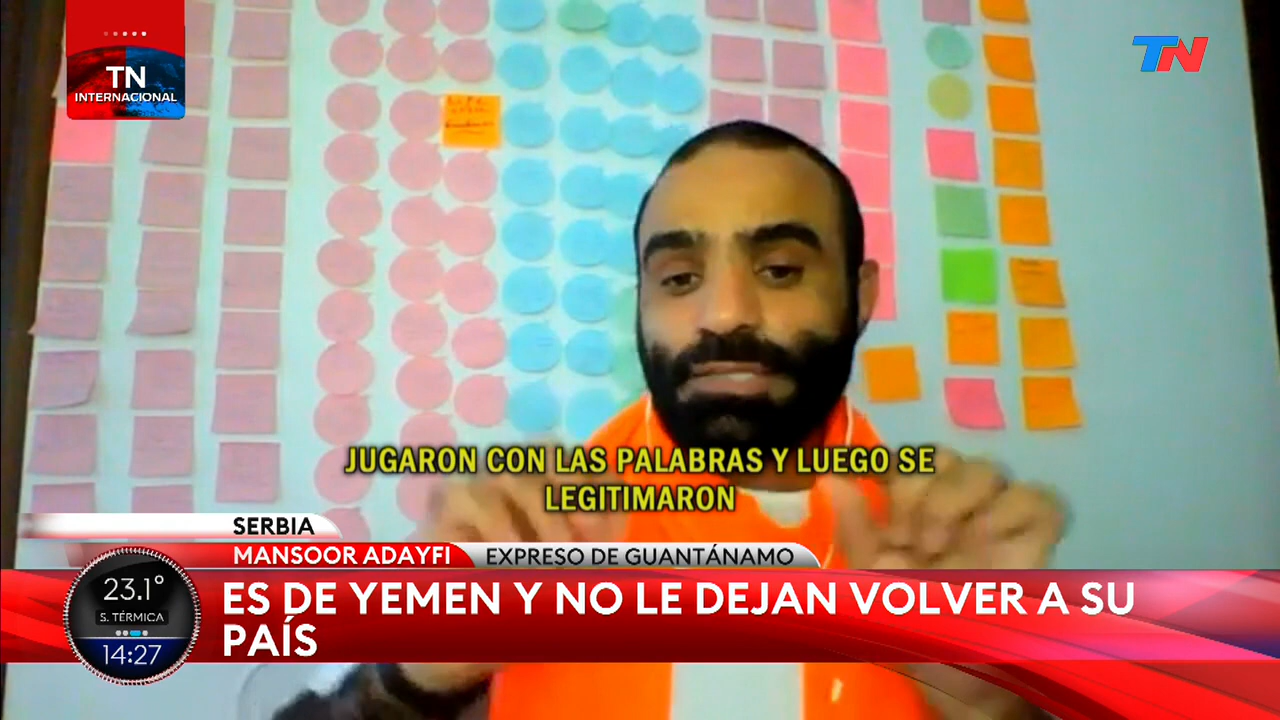 TN
INTERNACIONAL
TN
JUGARON CON LAS PALABRAS Y LUEGO SE
LEGITIMARON
SERBIA
MANSOOR ADAYFI
EXPRESO DE GUANTÁNAMO
23.1°
S. TÉRMICA
14:27
ES DE YEMEN Y NO LE DEJAN VOLVER A SU
PAÍS